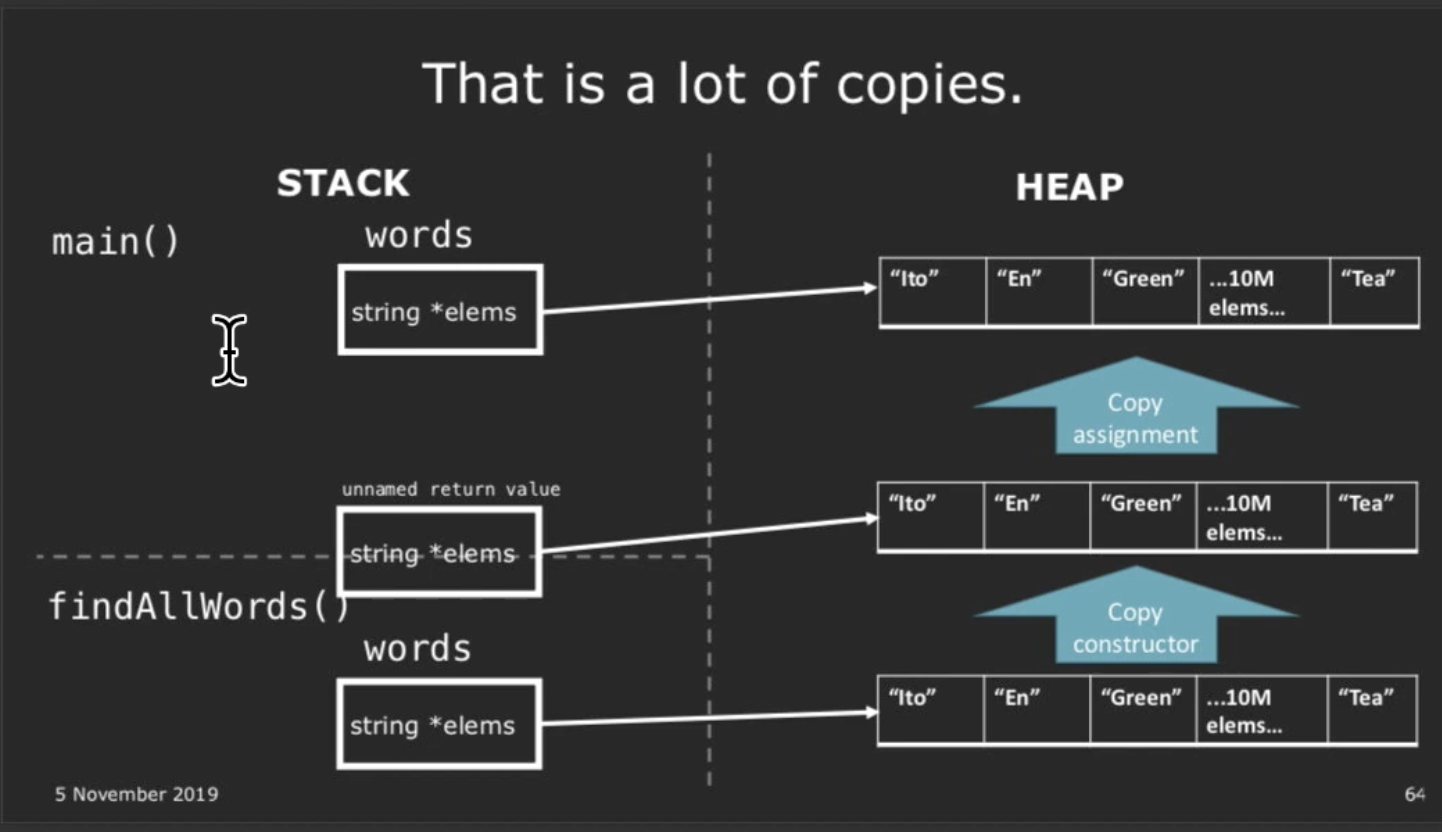 That is a lot of copies.
STACK
HEAP
main()
words
string *elems
“Ito” “En” “Green” ...10M “Tea”
elems...
Copy
assignment
unnamed return value
string *elems
“Ito” “En” “Green” ...10M “Tea”
elems...
findAllWords()
Copy
constructor
words
string *elems
“Ito” “En” “Green” ...10M “Tea”
elems...
5 November 2019
64